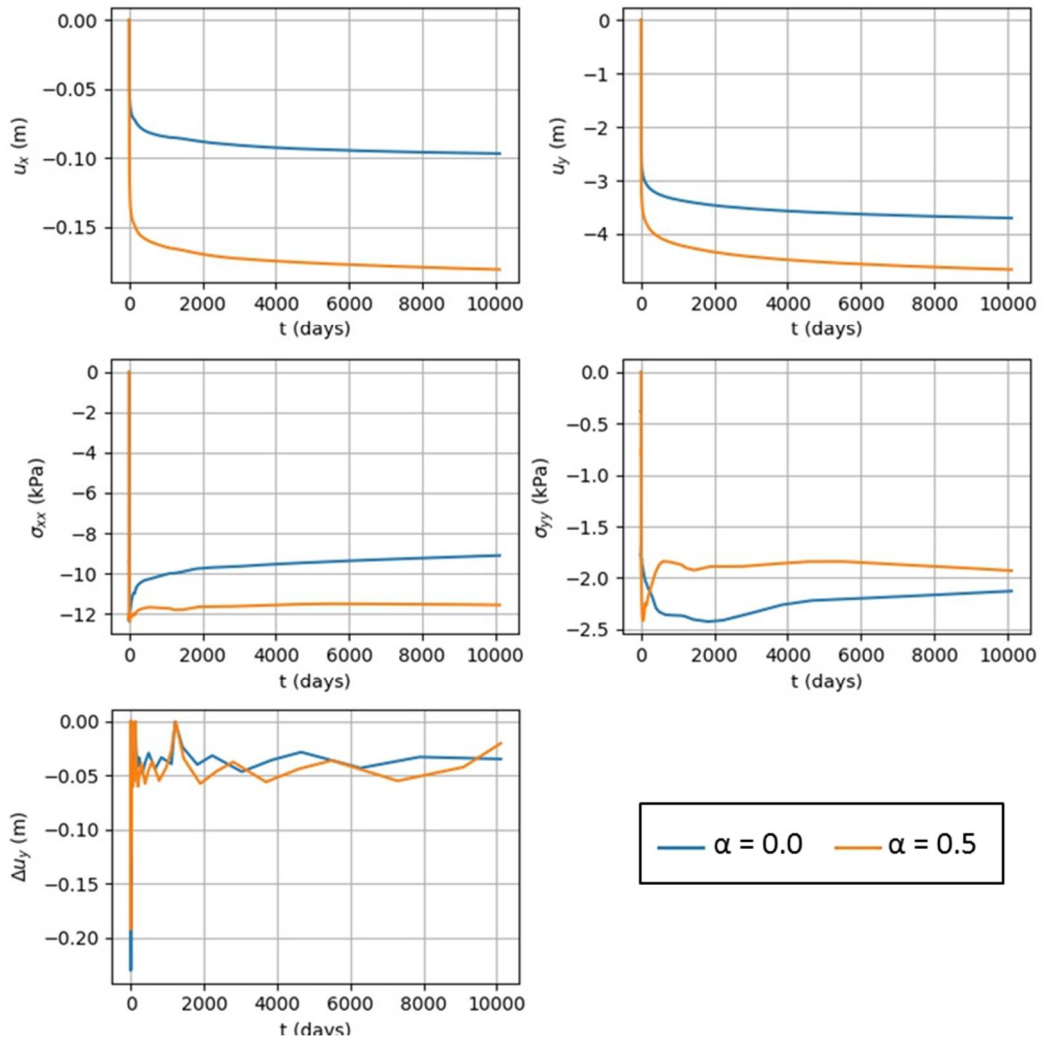 0.00
−0.05
−0.10
−0.15
uₓ (m)
0 2000 4000 6000 8000 10000
t (days)
0
−1
−2
−3
−4
u_y (m)
0 2000 4000 6000 8000 10000
t (days)
0
−2
−4
−6
−8
−10
−12
σₓₓ (kPa)
0 2000 4000 6000 8000 10000
t (days)
0.0
−0.5
−1.0
−1.5
−2.0
−2.5
σ_yy (kPa)
0 2000 4000 6000 8000 10000
t (days)
0.00
−0.05
−0.10
−0.15
−0.20
Δu_y (m)
0 2000 4000 6000 8000 10000
t (days)
α = 0.0 α = 0.5